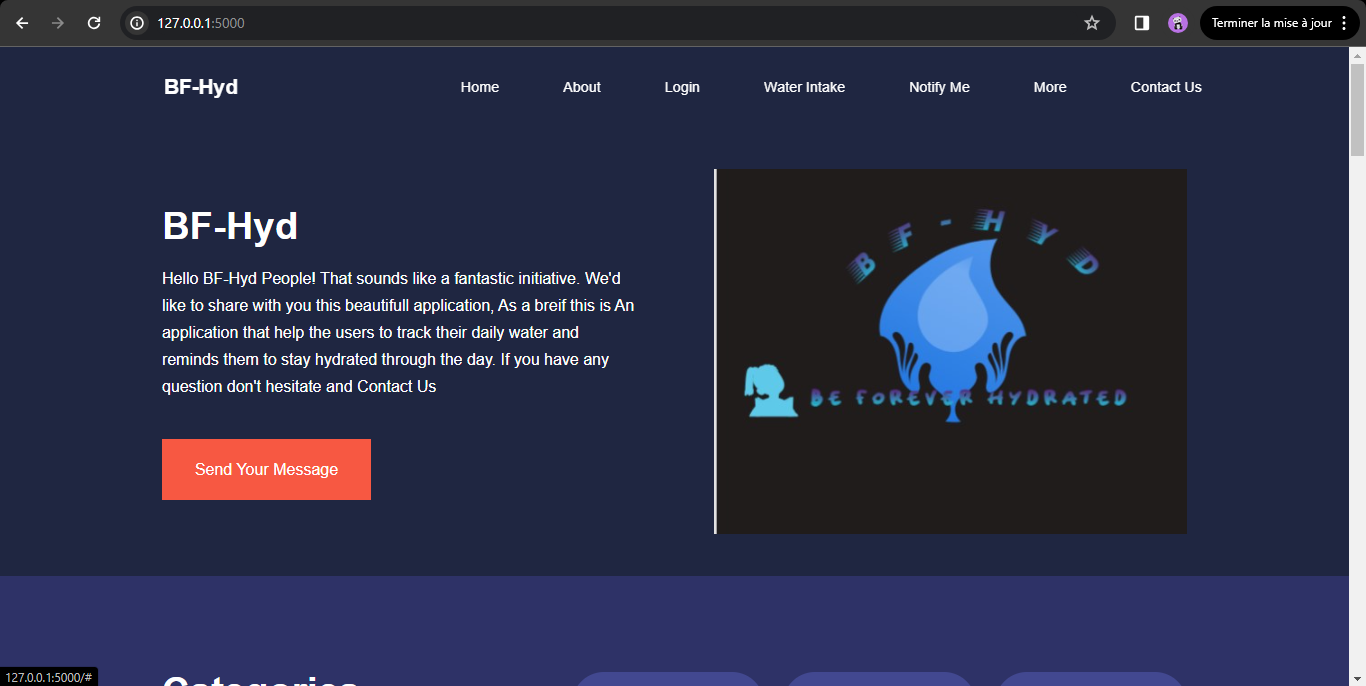 127.0.0.1:5000
Terminer la mise à jour
BF-Hyd
Home
About
Login
Water Intake
Notify Me
More
Contact Us
BF-Hyd
Hello BF-Hyd People! That sounds like a fantastic initiative. We'd
like to share with you this beautifull application, As a breif this is An
application that help the users to track their daily water and
reminds them to stay hydrated through the day. If you have any
question don't hesitate and Contact Us
Send Your Message
BF-HYD
BE FOREVER HYDRATED
Categories
127.0.0.1:5000/#